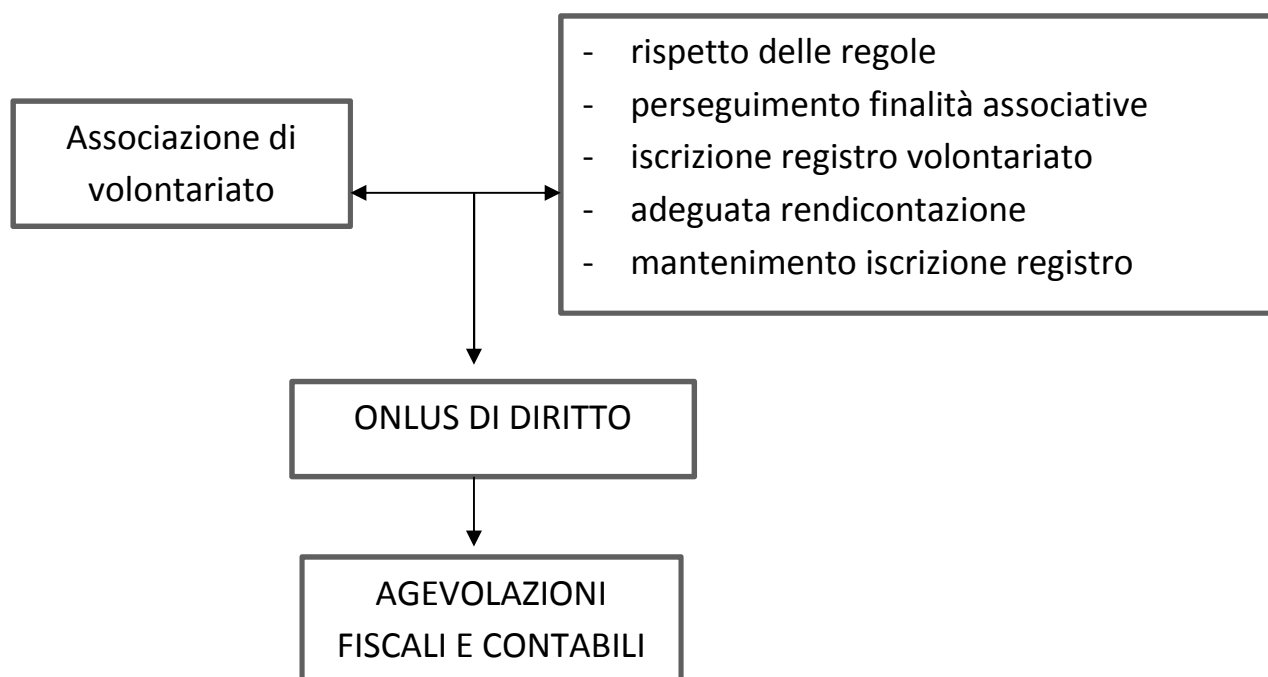 Associazione di
volontariato
- rispetto delle regole
- perseguimento finalità associative
- iscrizione registro volontariato
- adeguata rendicontazione
- mantenimento iscrizione registro
ONLUS DI DIRITTO
AGEVOLAZIONI
FISCALI E CONTABILI